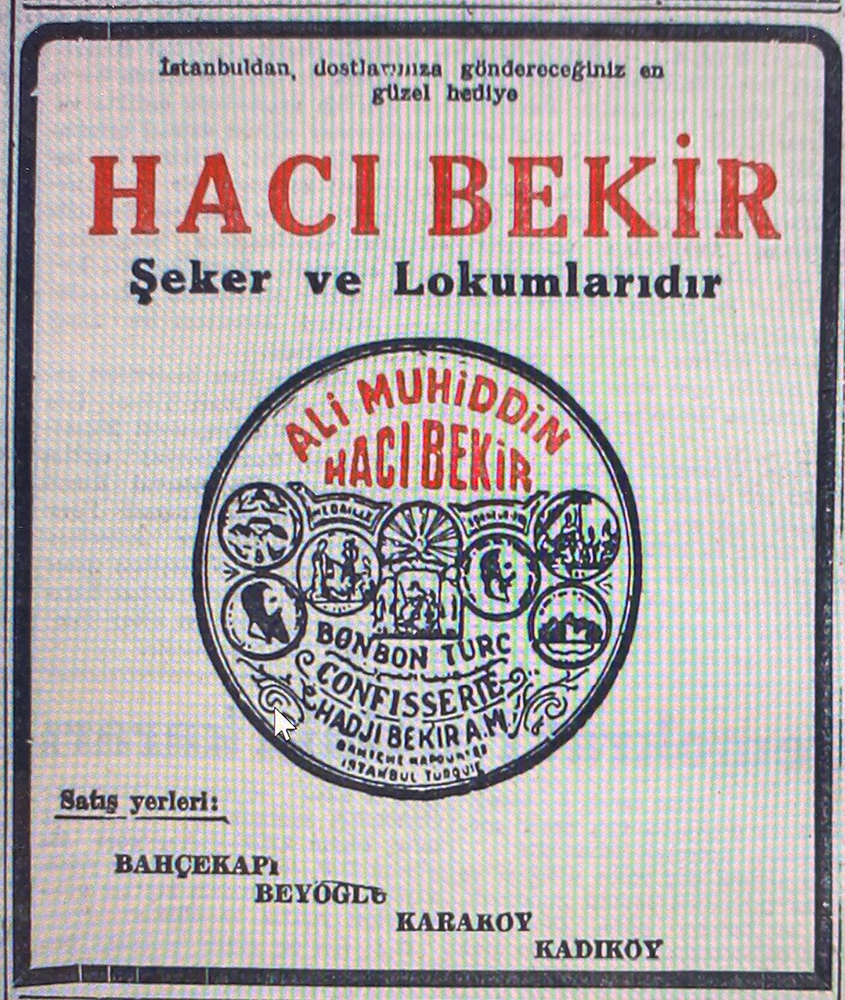 İstanbuldan, dostlarınıza göndereceğiniz en
güzel hediye
HACI BEKİR
Şeker ve Lokumlarıdır
ALİ MUHİDDİN
HACI BEKİR
BONBON TURC
CONFISSERIE
HADJI BEKIR A.M.
ISTANBUL TURQUIE
Satış yerleri:
BAHÇEKAPI
BEYOĞLU
KARAKÖY
KADIKÖY